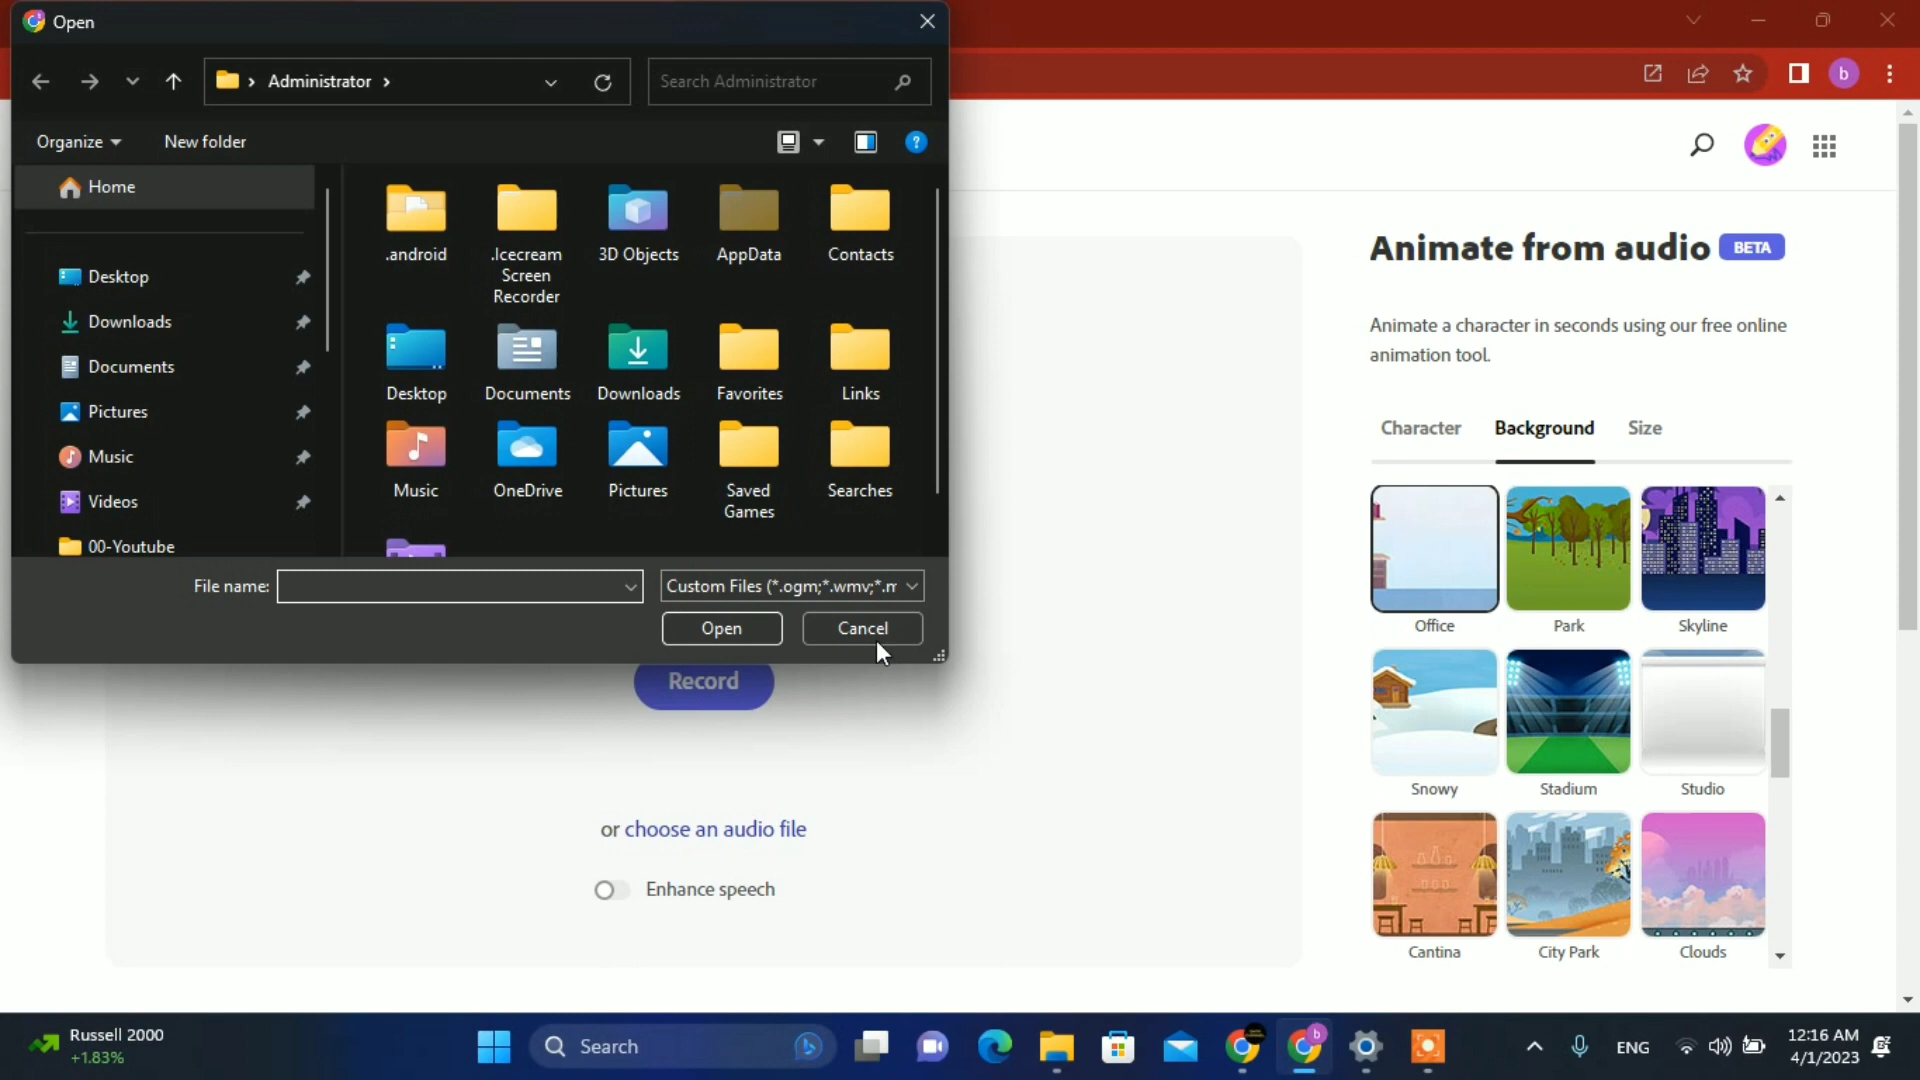 Open
Administrator
Search Administrator
Organize
New folder
Home
Desktop
Downloads
Documents
Pictures
Music
Videos
00-Youtube
.android
.Icecream
Screen
Recorder
3D Objects
AppData
Contacts
Desktop
Documents
Downloads
Favorites
Links
Music
OneDrive
Pictures
Saved
Games
Searches
File name:
Custom Files (*.ogm;*.wmv;*.m
Open
Cancel
b
Animate from audio BETA
Animate a character in seconds using our free online
animation tool.
Character Background Size
Office Park Skyline
Snowy Stadium Studio
Cantina City Park Clouds
Record
or choose an audio file
Enhance speech
Russell 2000
+1.83%
Search
b
ENG
12:16 AM
4/1/2023